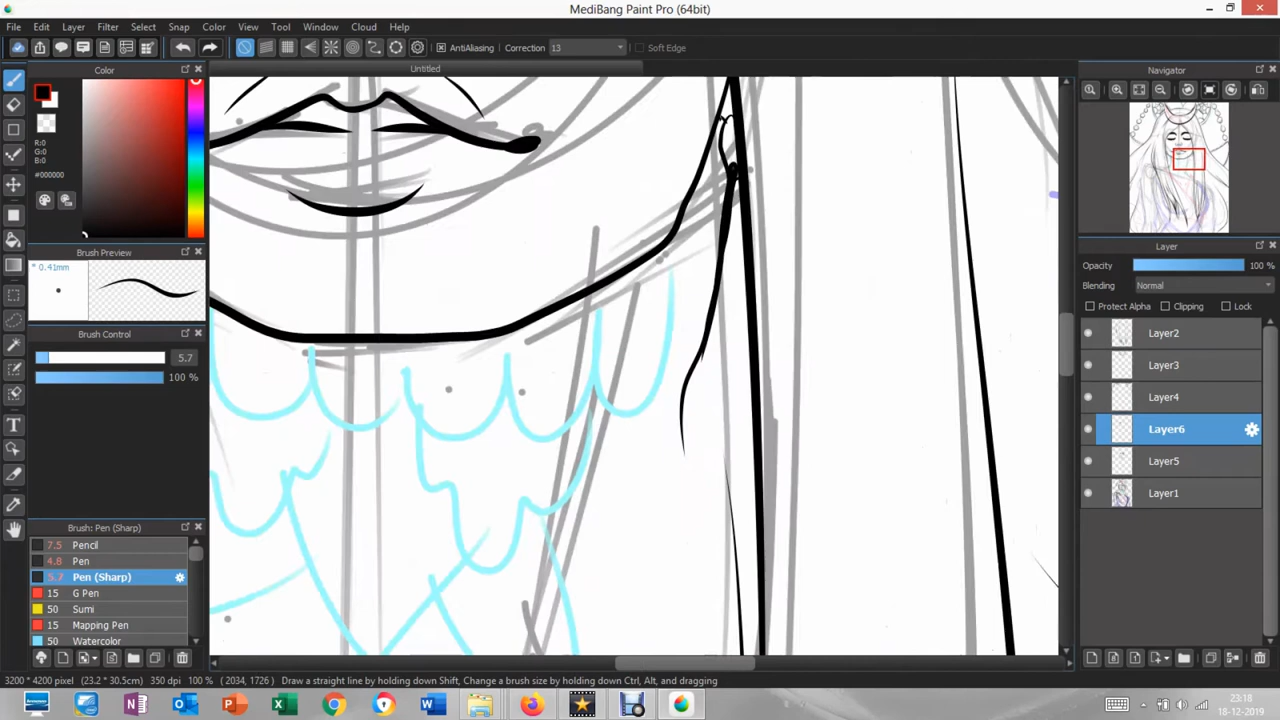 MediBang Paint Pro (64bit)
File Edit Layer Filter Select Snap Color View Tool Window Cloud Help
AntiAliasing Correction 13 Soft Edge
Color
Untitled
Navigator
R:0
G:0
B:0
#000000
Brush Preview
* 0.41mm
Layer
Opacity 100 %
Blending Normal
Protect Alpha Clipping Lock
Brush Control
5.7
100 %
Layer2
Layer3
Layer4
Layer6
Layer5
Layer1
Brush: Pen (Sharp)
7.5 Pencil
4.8 Pen
5.7 Pen (Sharp)
15 G Pen
50 Sumi
15 Mapping Pen
50 Watercolor
3200 * 4200 pixel (23.2 * 30.5cm) 350 dpi 100 % ( 2034, 1726 ) Draw a straight line by holding down Shift, Change a brush size by holding down Ctrl, Alt, and dragging
23:18
18-12-2019